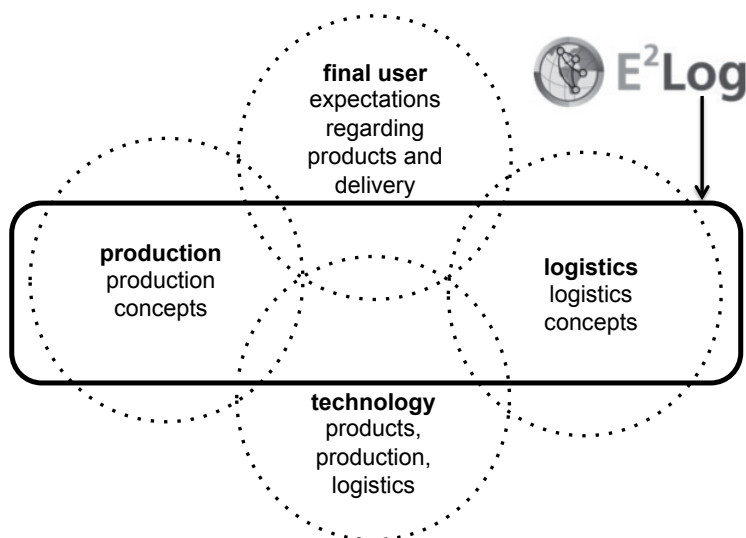 final user
expectations
regarding
products and
delivery
E²Log
production
production
concepts
logistics
logistics
concepts
technology
products,
production,
logistics